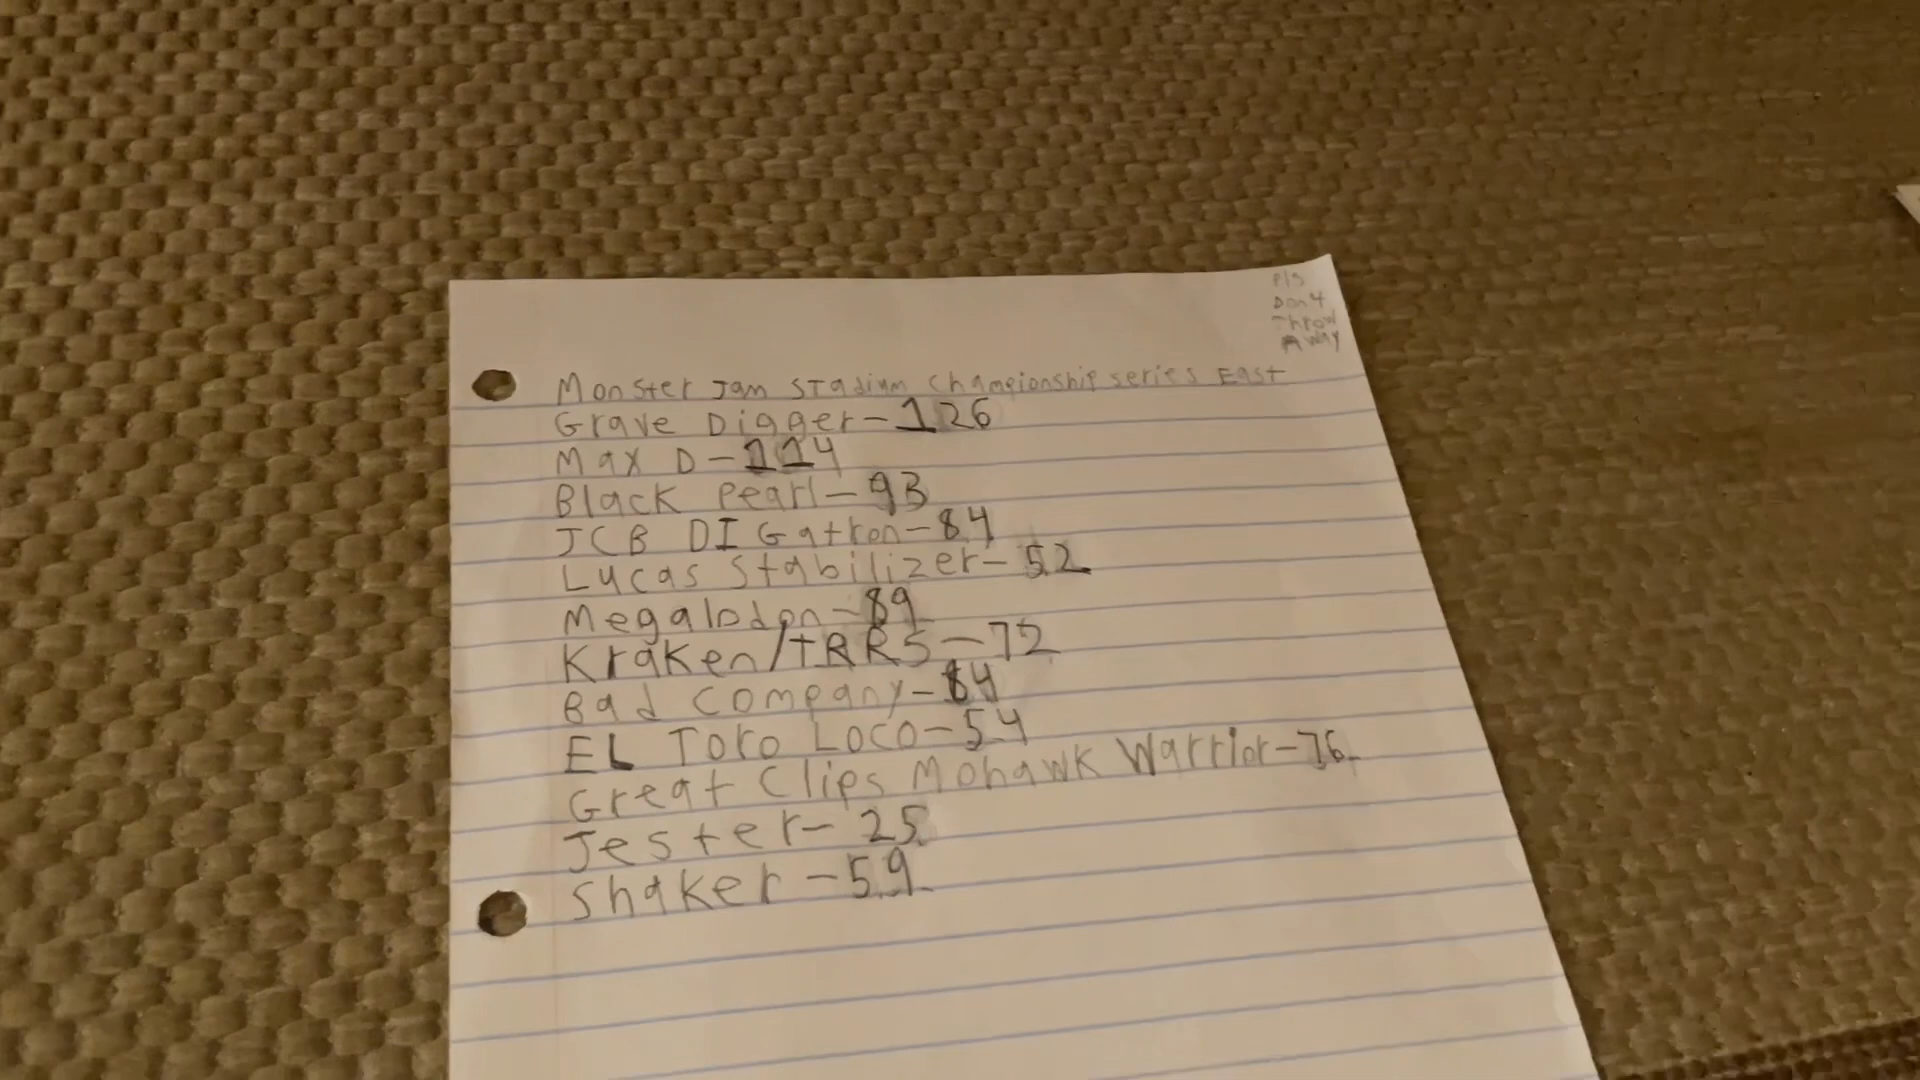 Pls
Don4
Throw
Away
Monster Jam Stadium Championship series East
Grave Digger-126
Max D-114
Black Pearl-93
JCB DIGatron-84
Lucas Stabilizer-52
Megalodon-89
Kraken/TRRS-72
Bad Company-84
EL Toro Loco-54
Great Clips Mohawk Warrior-76
Jester-25
Shaker-59